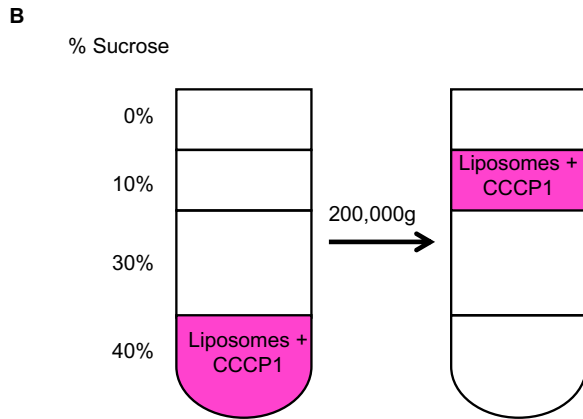 B
% Sucrose
0%
10%
30%
40%
Liposomes +
CCCP1
200,000g
Liposomes +
CCCP1